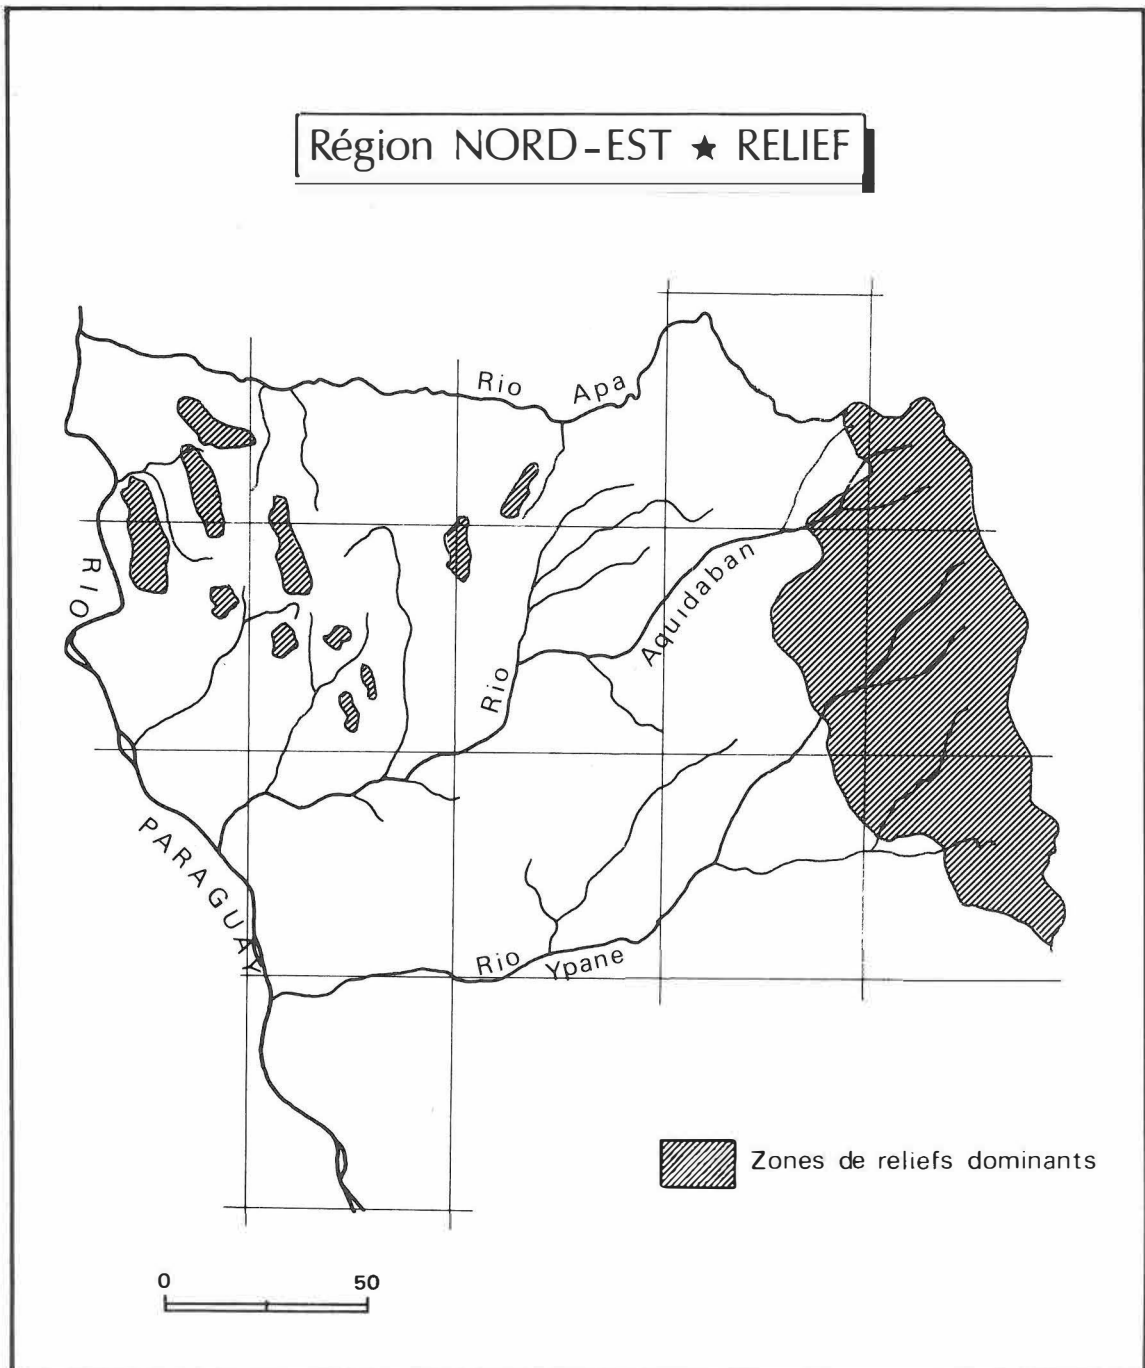 Région NORD-EST ★ RELIEF
Rio Apa
RIO
Rio Aquidaban
PARAGUAY
Rio Ypane
Zones de reliefs dominants
0 50